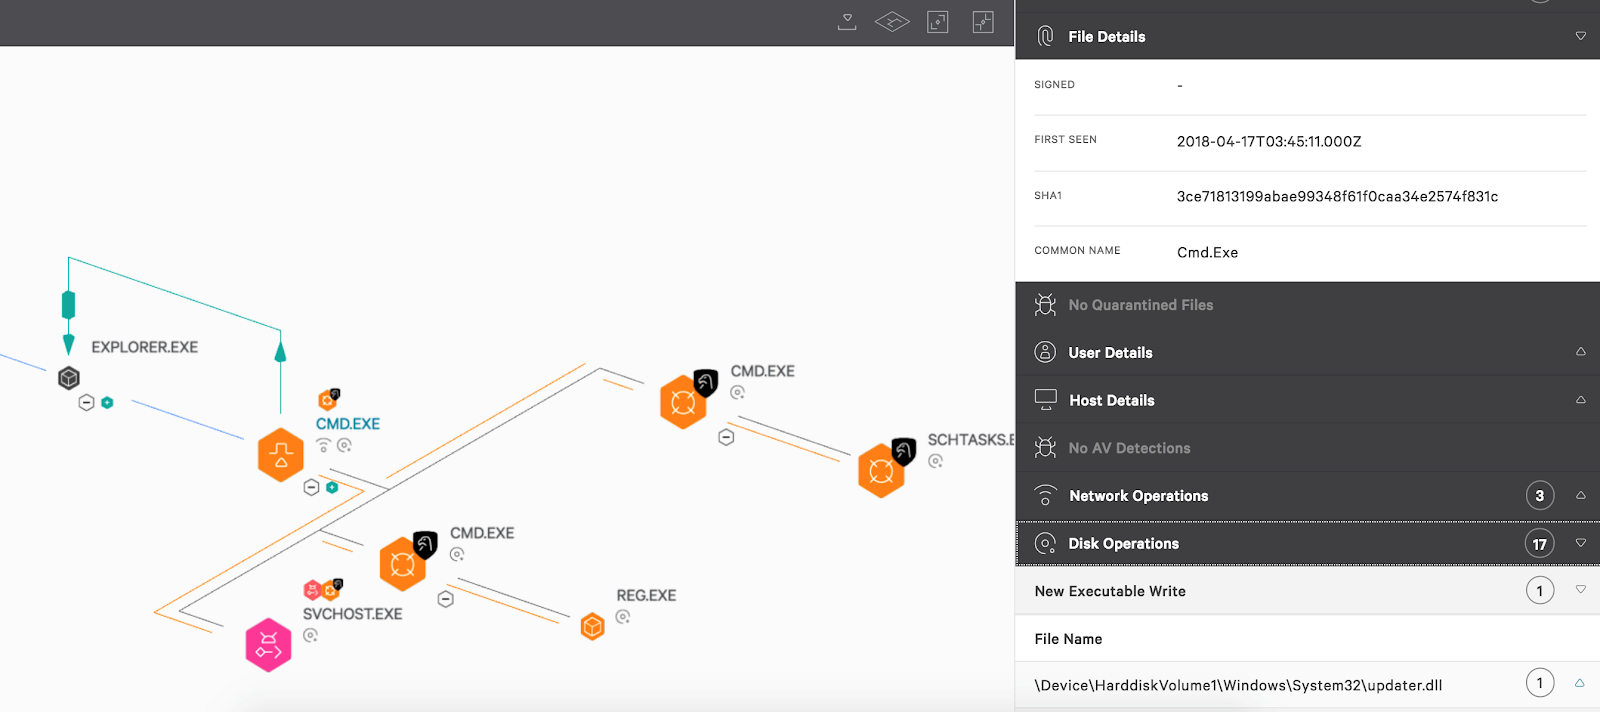 EXPLORER.EXE
CMD.EXE
CMD.EXE
SCHTASKS.E
CMD.EXE
SVCHOST.EXE
REG.EXE
File Details
SIGNED -
FIRST SEEN 2018-04-17T03:45:11.000Z
SHA1 3ce71813199abae99348f61f0caa34e2574f831c
COMMON NAME Cmd.Exe
No Quarantined Files
User Details
Host Details
No AV Detections
Network Operations 3
Disk Operations 17
New Executable Write 1
File Name
\Device\HarddiskVolume1\Windows\System32\updater.dll 1